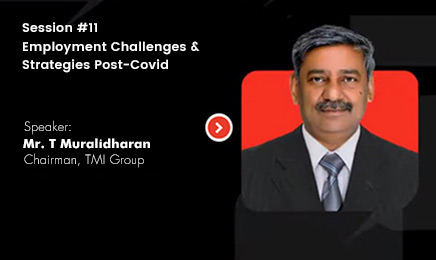 Session #11
Employment Challenges &
Strategies Post-Covid
Speaker:
Mr. T Muralidharan
Chairman, TMI Group